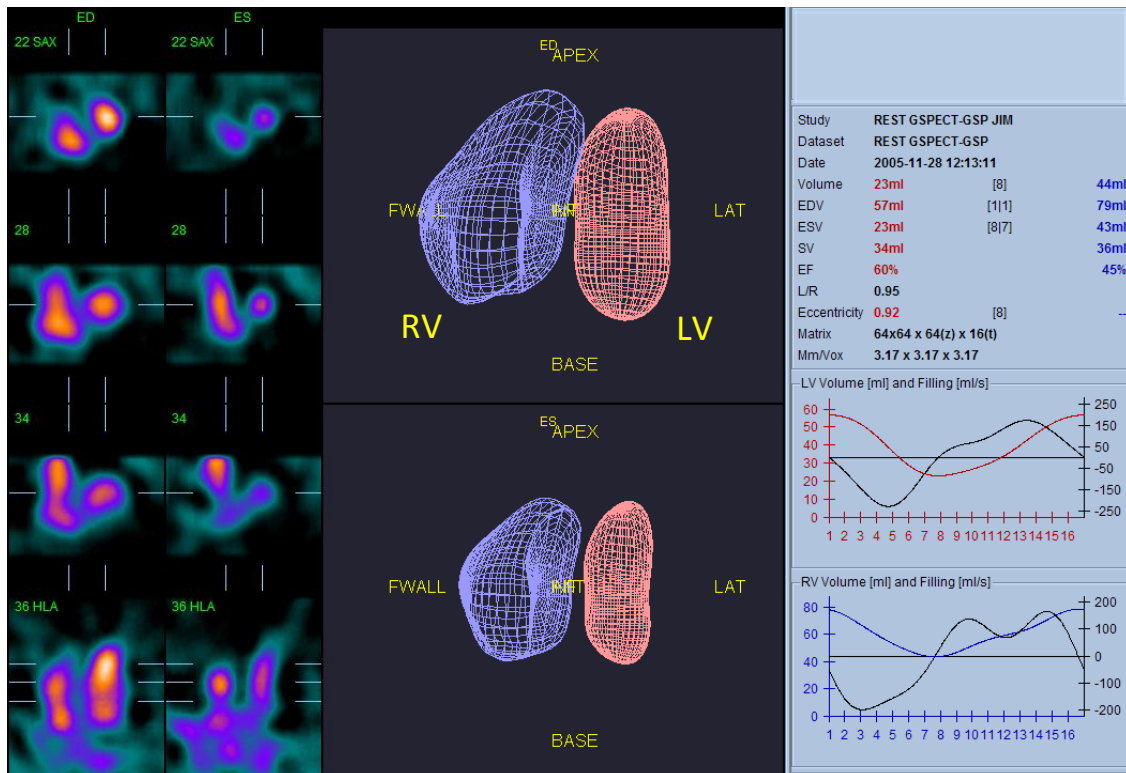 ED ES
22 SAX 22 SAX
28 28
34 34
36 HLA 36 HLA
ED
APEX
FWALL LAT
RV LV
BASE
ES
APEX
FWALL LAT
BASE
Study REST GSPECT-GSP JIM
Dataset REST GSPECT-GSP
Date 2005-11-28 12:13:11
Volume 23ml [8] 44ml
EDV 57ml [1|1] 79ml
ESV 23ml [8|7] 43ml
SV 34ml 36ml
EF 60% 45%
L/R 0.95
Eccentricity 0.92 [8] --
Matrix 64x64 x 64(z) x 16(t)
Mm/Vox 3.17 x 3.17 x 3.17
LV Volume [ml] and Filling [ml/s]
60 250
50 150
40 50
30 -50
20 -150
10 -250
0
1 2 3 4 5 6 7 8 9 10 11 12 13 14 15 16
RV Volume [ml] and Filling [ml/s]
80 200
60 100
40 0
20 -100
0 -200
1 2 3 4 5 6 7 8 9 10 11 12 13 14 15 16